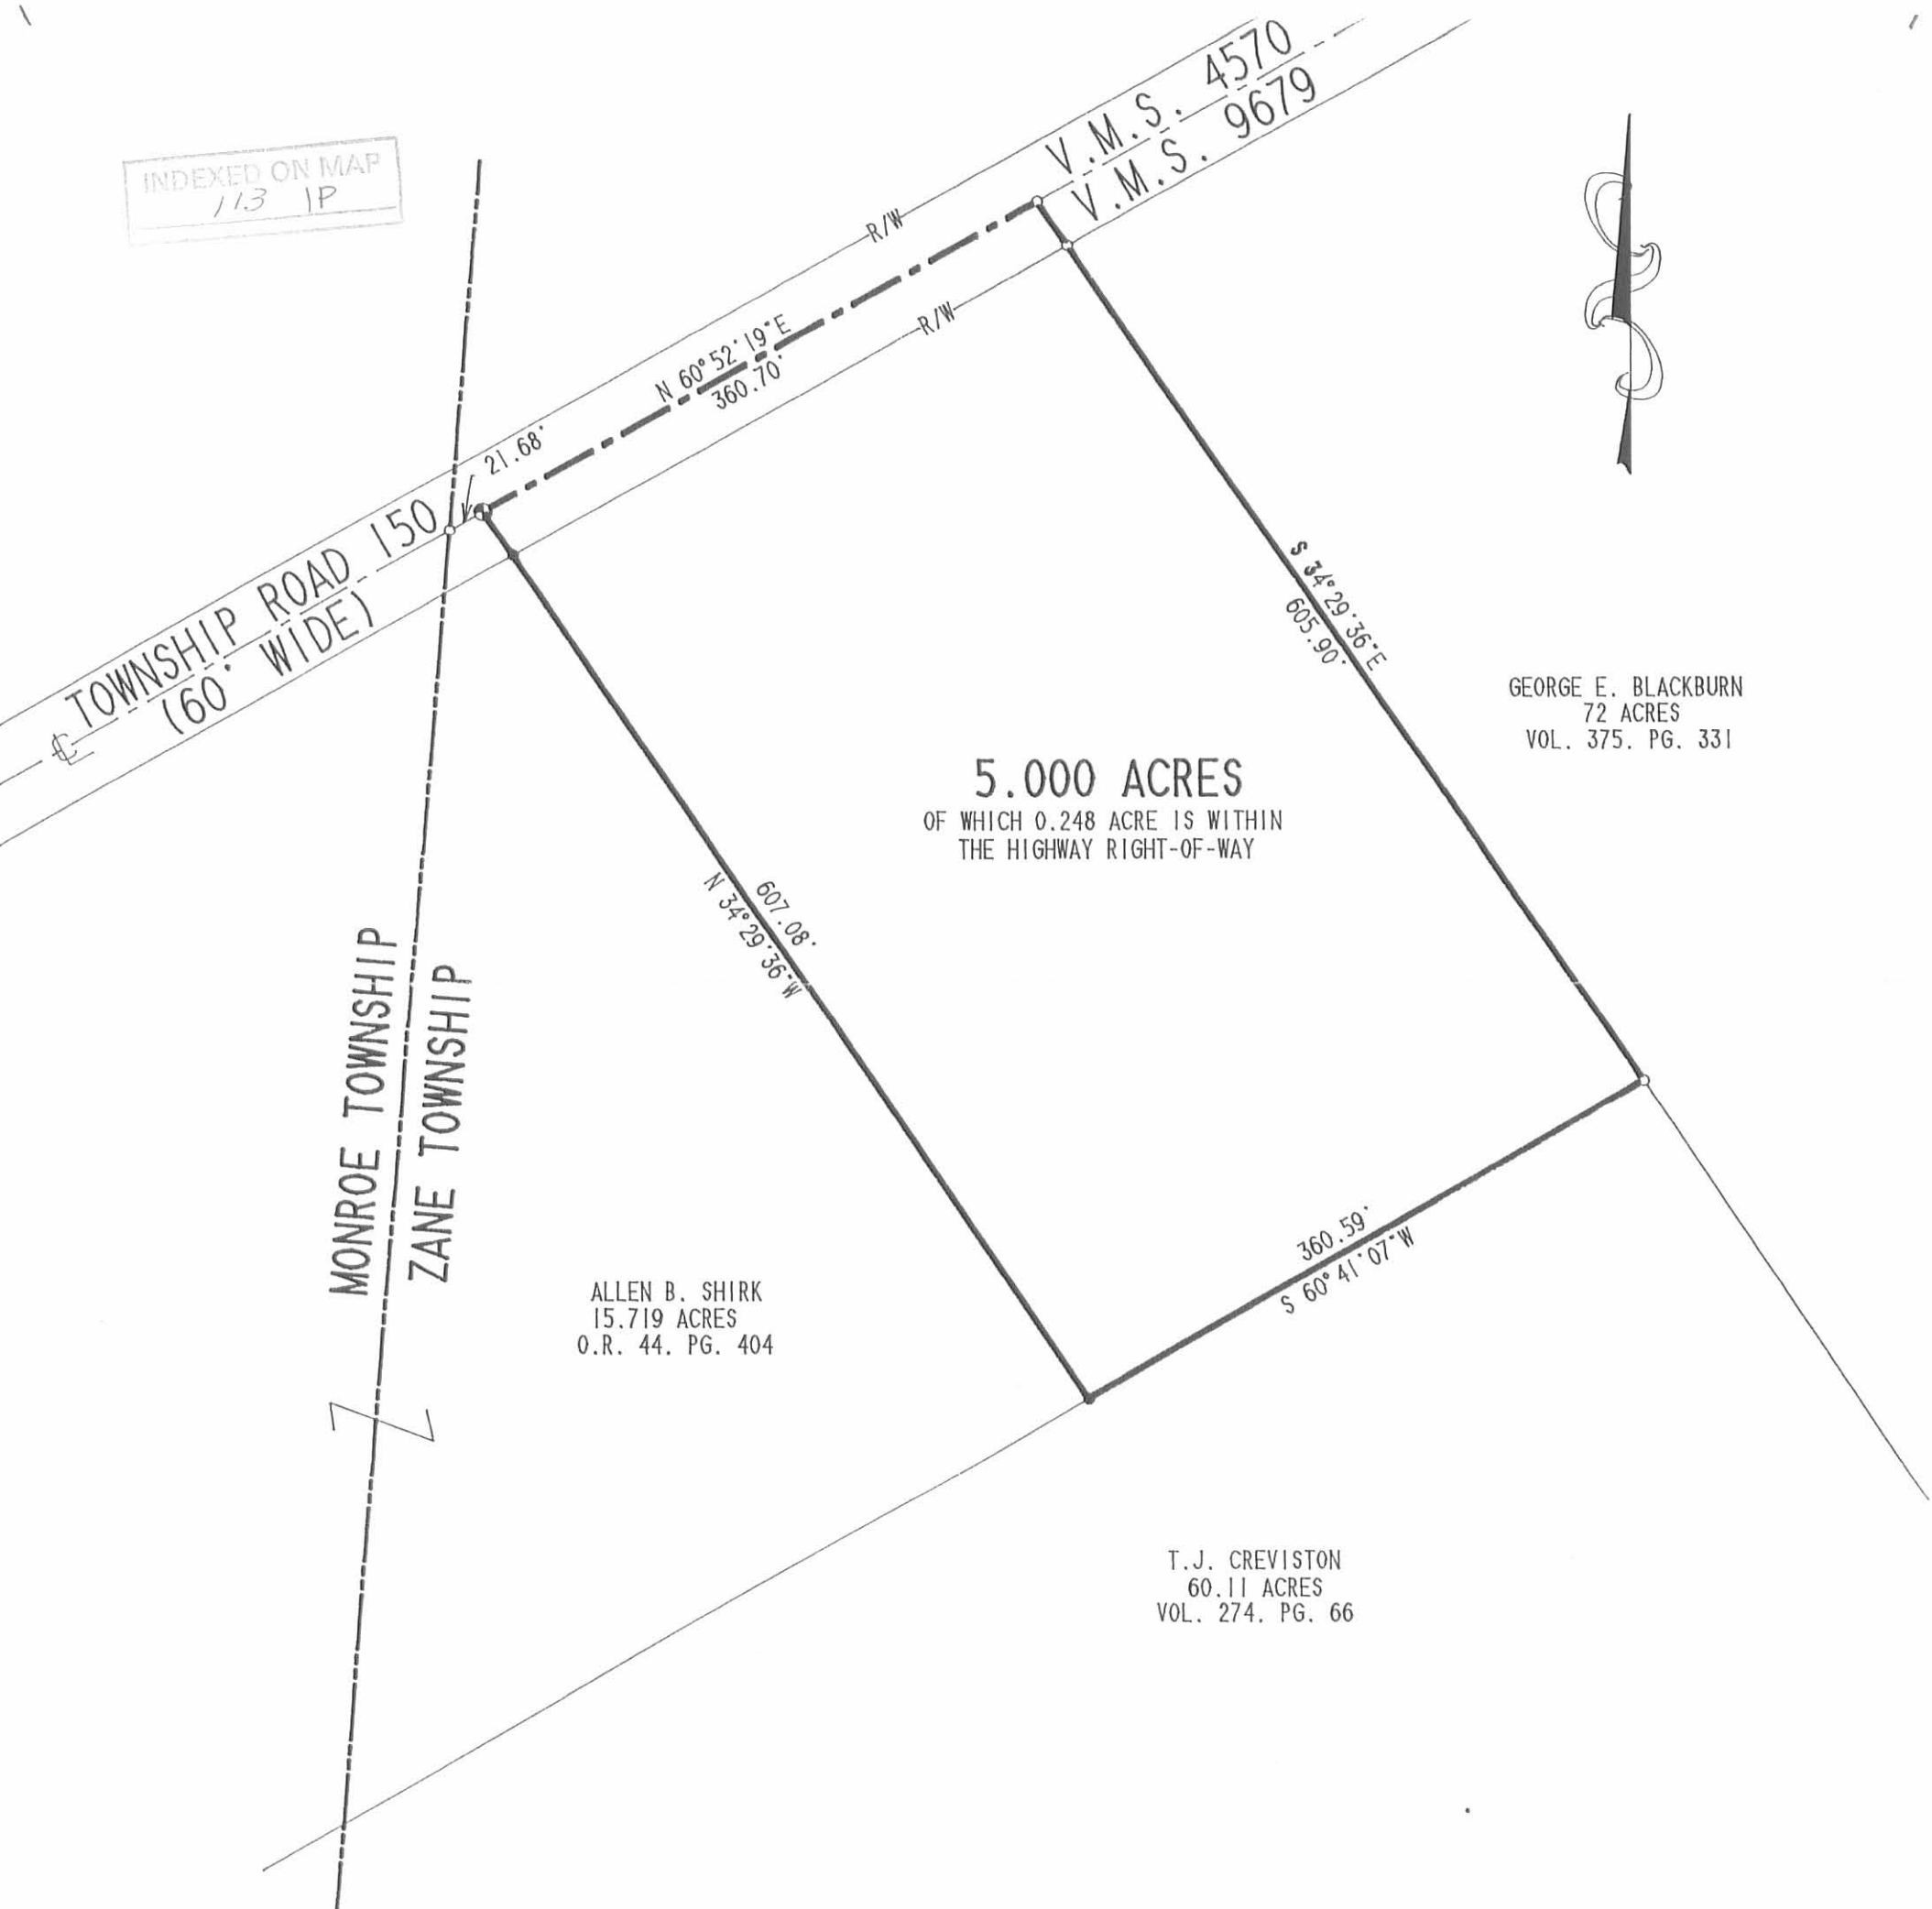 V.M.S. 4570
V.M.S. 9679
INDEXED ON MAP
113 1P
R/W
R/W
N 60°52'19"E
360.70'
21.68'
TOWNSHIP ROAD 150
(60' WIDE)
℄
S 34°29'36"E
605.90'
GEORGE E. BLACKBURN
72 ACRES
VOL. 375. PG. 331
5.000 ACRES
OF WHICH 0.248 ACRE IS WITHIN
THE HIGHWAY RIGHT-OF-WAY
607.08'
N 34°29'36"W
MONROE TOWNSHIP
ZANE TOWNSHIP
360.59'
S 60°41'07"W
ALLEN B. SHIRK
15.719 ACRES
O.R. 44. PG. 404
T.J. CREVISTON
60.11 ACRES
VOL. 274. PG. 66